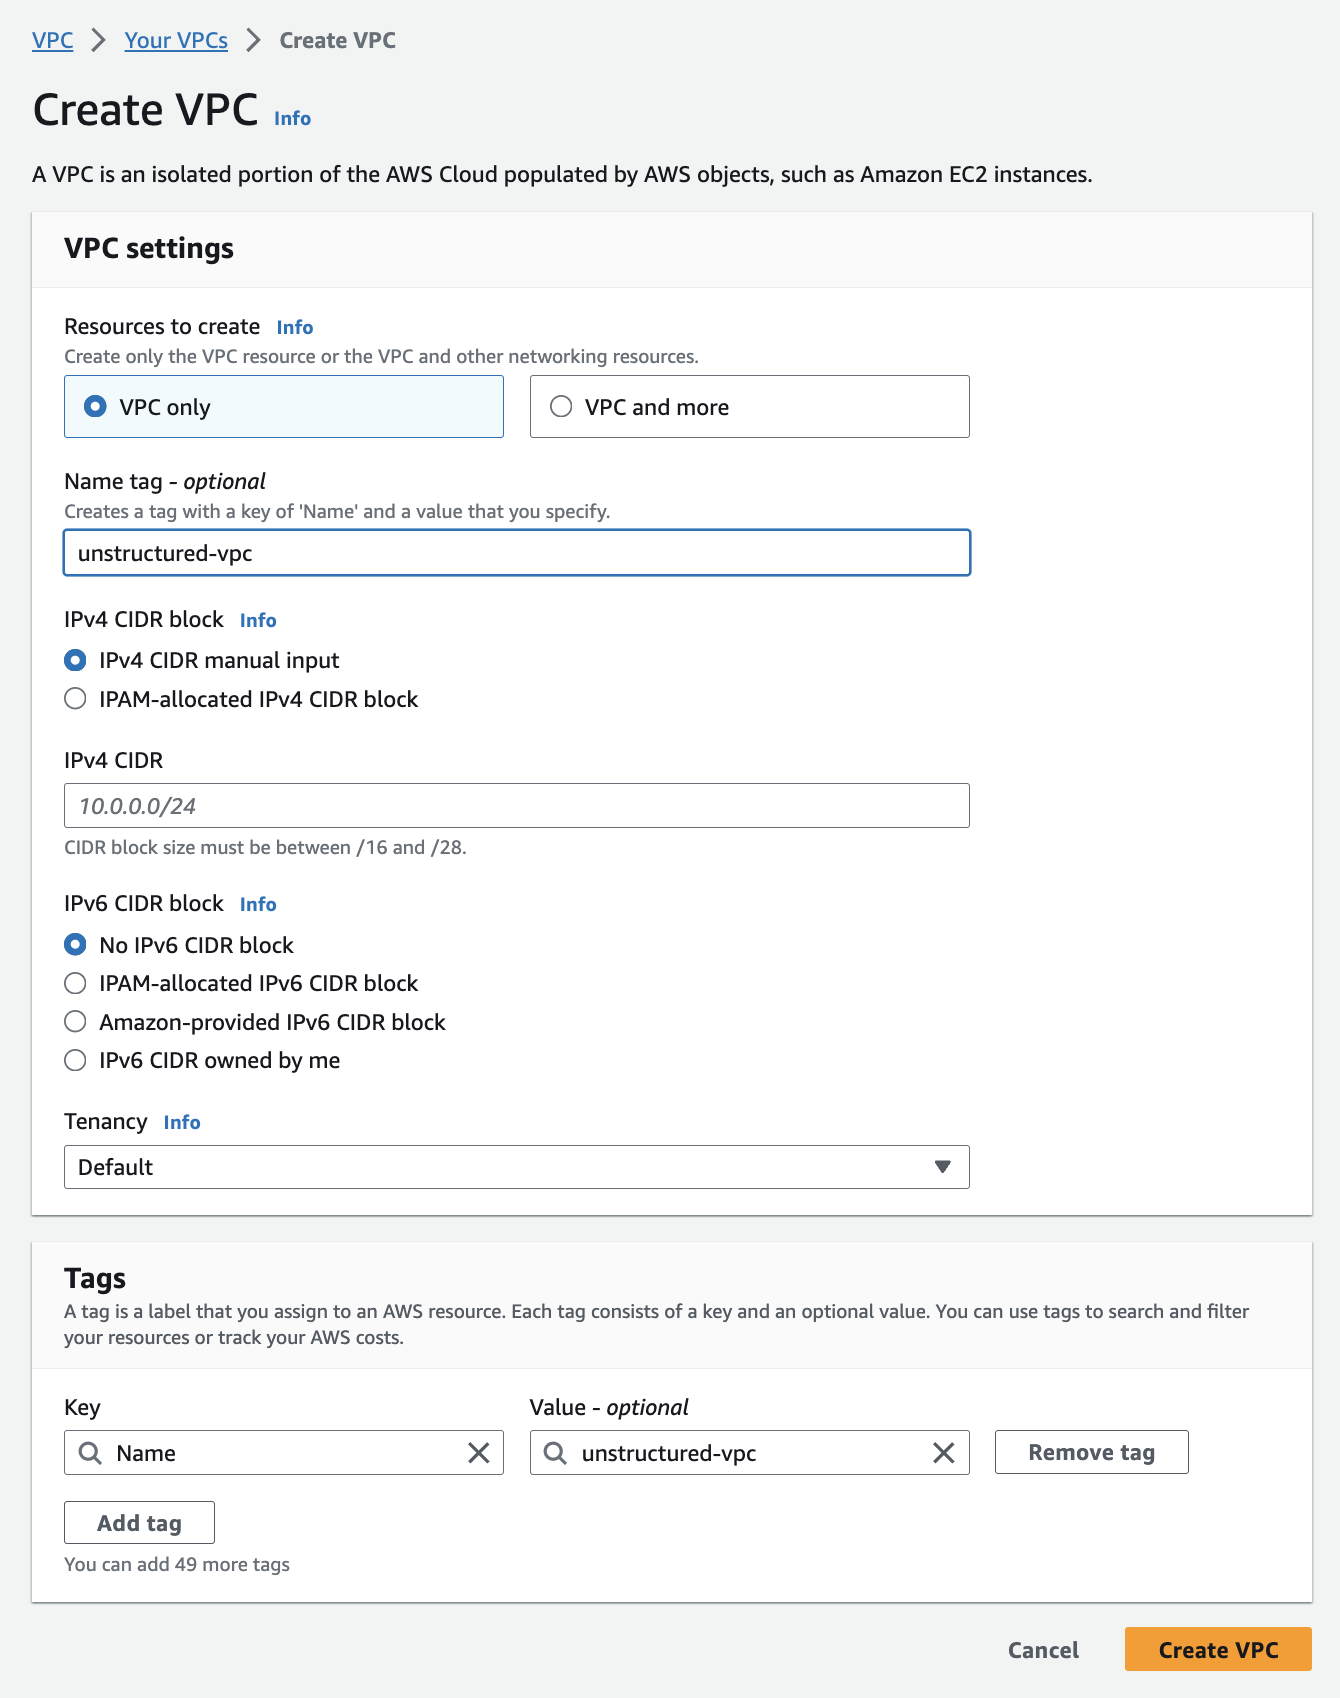 VPC > Your VPCs > Create VPC
Create VPC Info
A VPC is an isolated portion of the AWS Cloud populated by AWS objects, such as Amazon EC2 instances.
VPC settings
Resources to create Info
Create only the VPC resource or the VPC and other networking resources.
VPC only
VPC and more
Name tag - optional
Creates a tag with a key of 'Name' and a value that you specify.
unstructured-vpc
IPv4 CIDR block Info
IPv4 CIDR manual input
IPAM-allocated IPv4 CIDR block
IPv4 CIDR
10.0.0.0/24
CIDR block size must be between /16 and /28.
IPv6 CIDR block Info
No IPv6 CIDR block
IPAM-allocated IPv6 CIDR block
Amazon-provided IPv6 CIDR block
IPv6 CIDR owned by me
Tenancy Info
Default
Tags
A tag is a label that you assign to an AWS resource. Each tag consists of a key and an optional value. You can use tags to search and filter
your resources or track your AWS costs.
Key
Value - optional
Name
unstructured-vpc
Remove tag
Add tag
You can add 49 more tags
Cancel
Create VPC